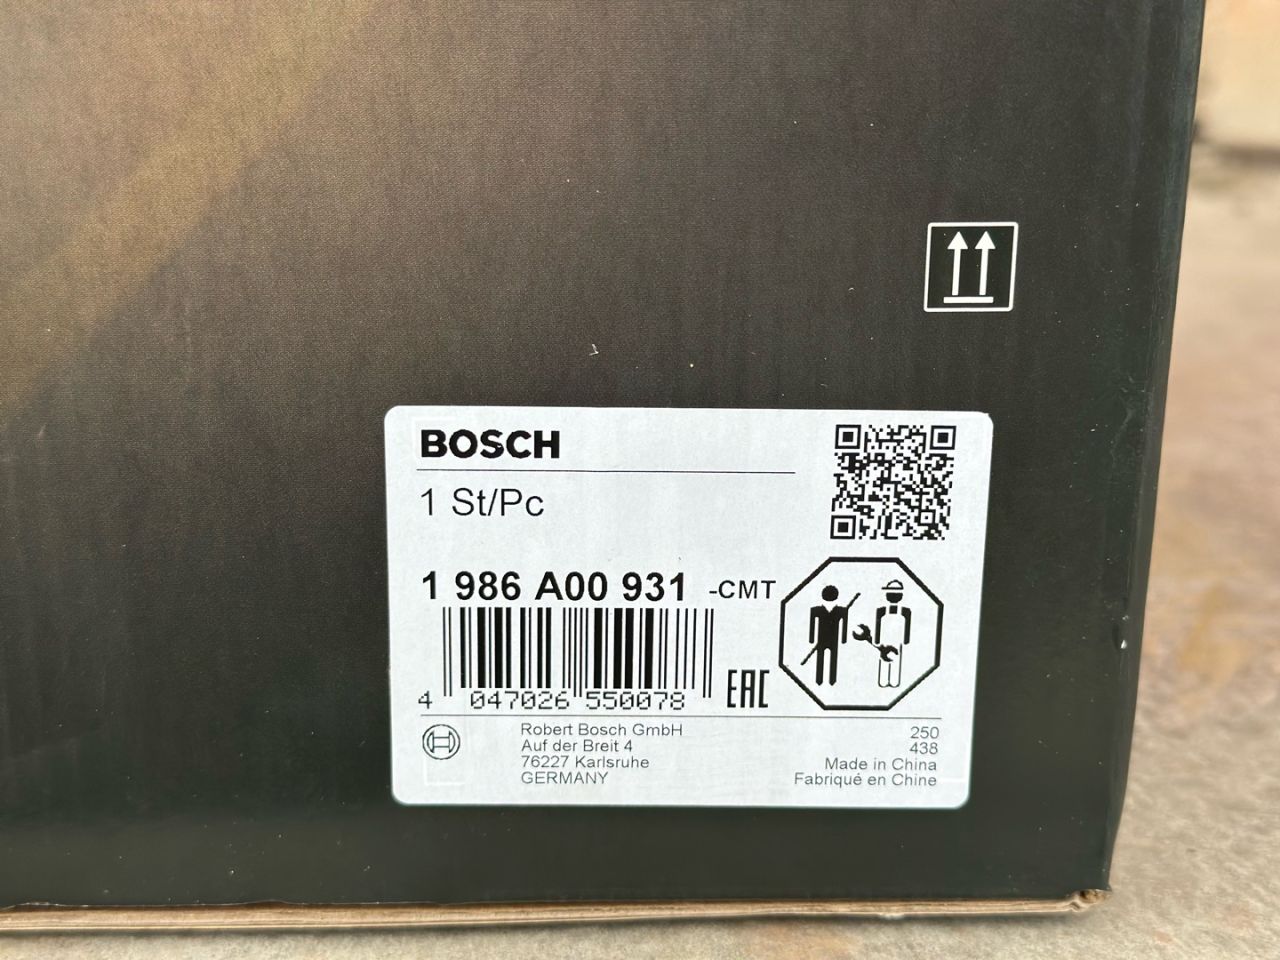 BOSCH
1 St/Pc
1 986 A00 931 -CMT
4 047026 550078
EAC
Robert Bosch GmbH
Auf der Breit 4
76227 Karlsruhe
GERMANY
250
438
Made in China
Fabriqué en Chine